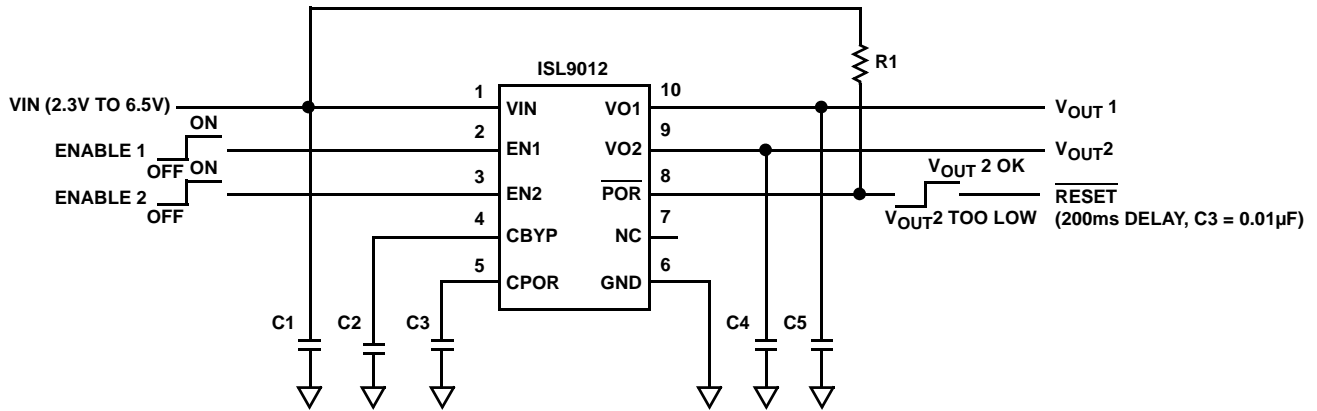 ISL9012
R1
VIN (2.3V TO 6.5V)
1
VIN
VO1
10
VOUT 1
ENABLE 1
OFF
ON
2
EN1
VO2
9
VOUT2
ENABLE 2
OFF
ON
3
EN2
POR
8
VOUT 2 OK
VOUT2 TOO LOW
RESET
(200ms DELAY, C3 = 0.01µF)
4
CBYP
NC
7
5
CPOR
GND
6
C1
C2
C3
C4
C5